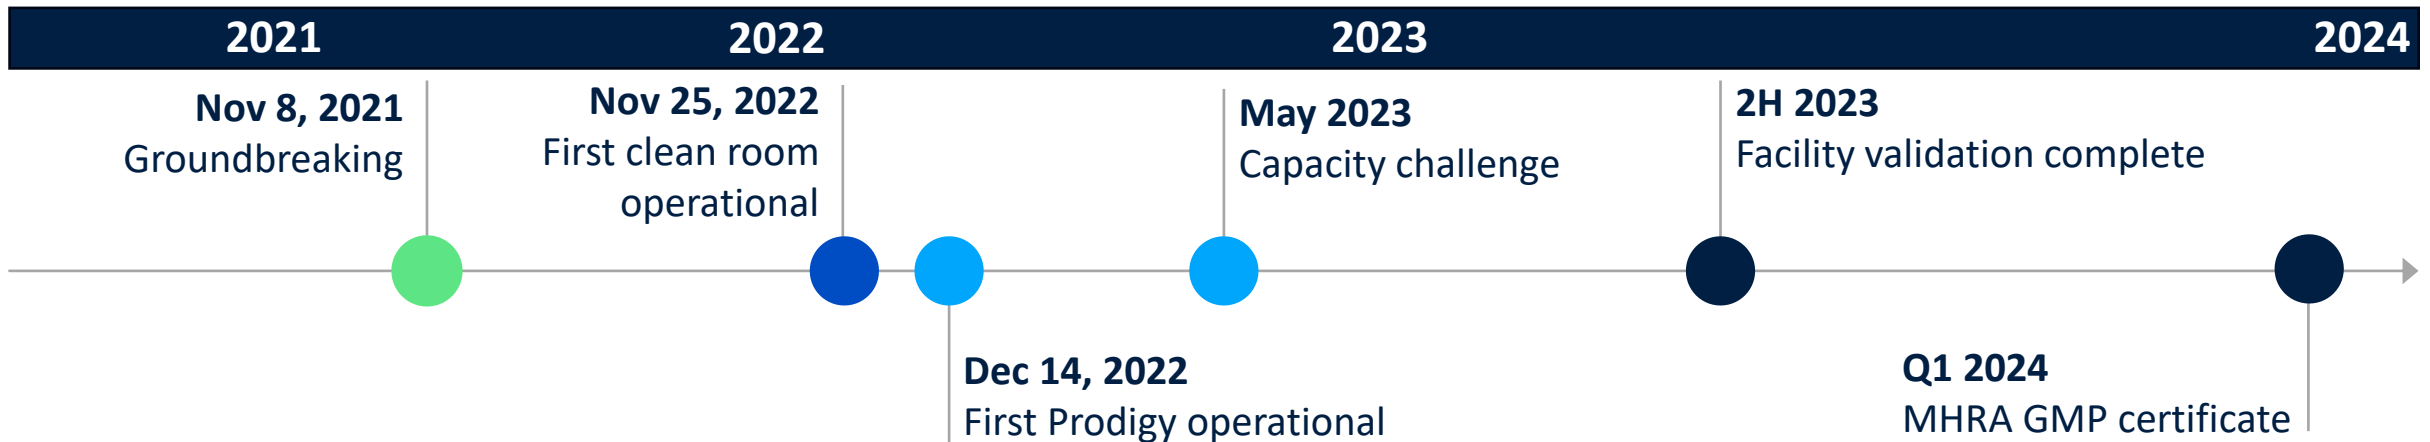 2021
2022
2023
2024
Nov 8, 2021
Groundbreaking
Nov 25, 2022
First clean room
operational
May 2023
Capacity challenge
2H 2023
Facility validation complete
Dec 14, 2022
First Prodigy operational
Q1 2024
MHRA GMP certificate